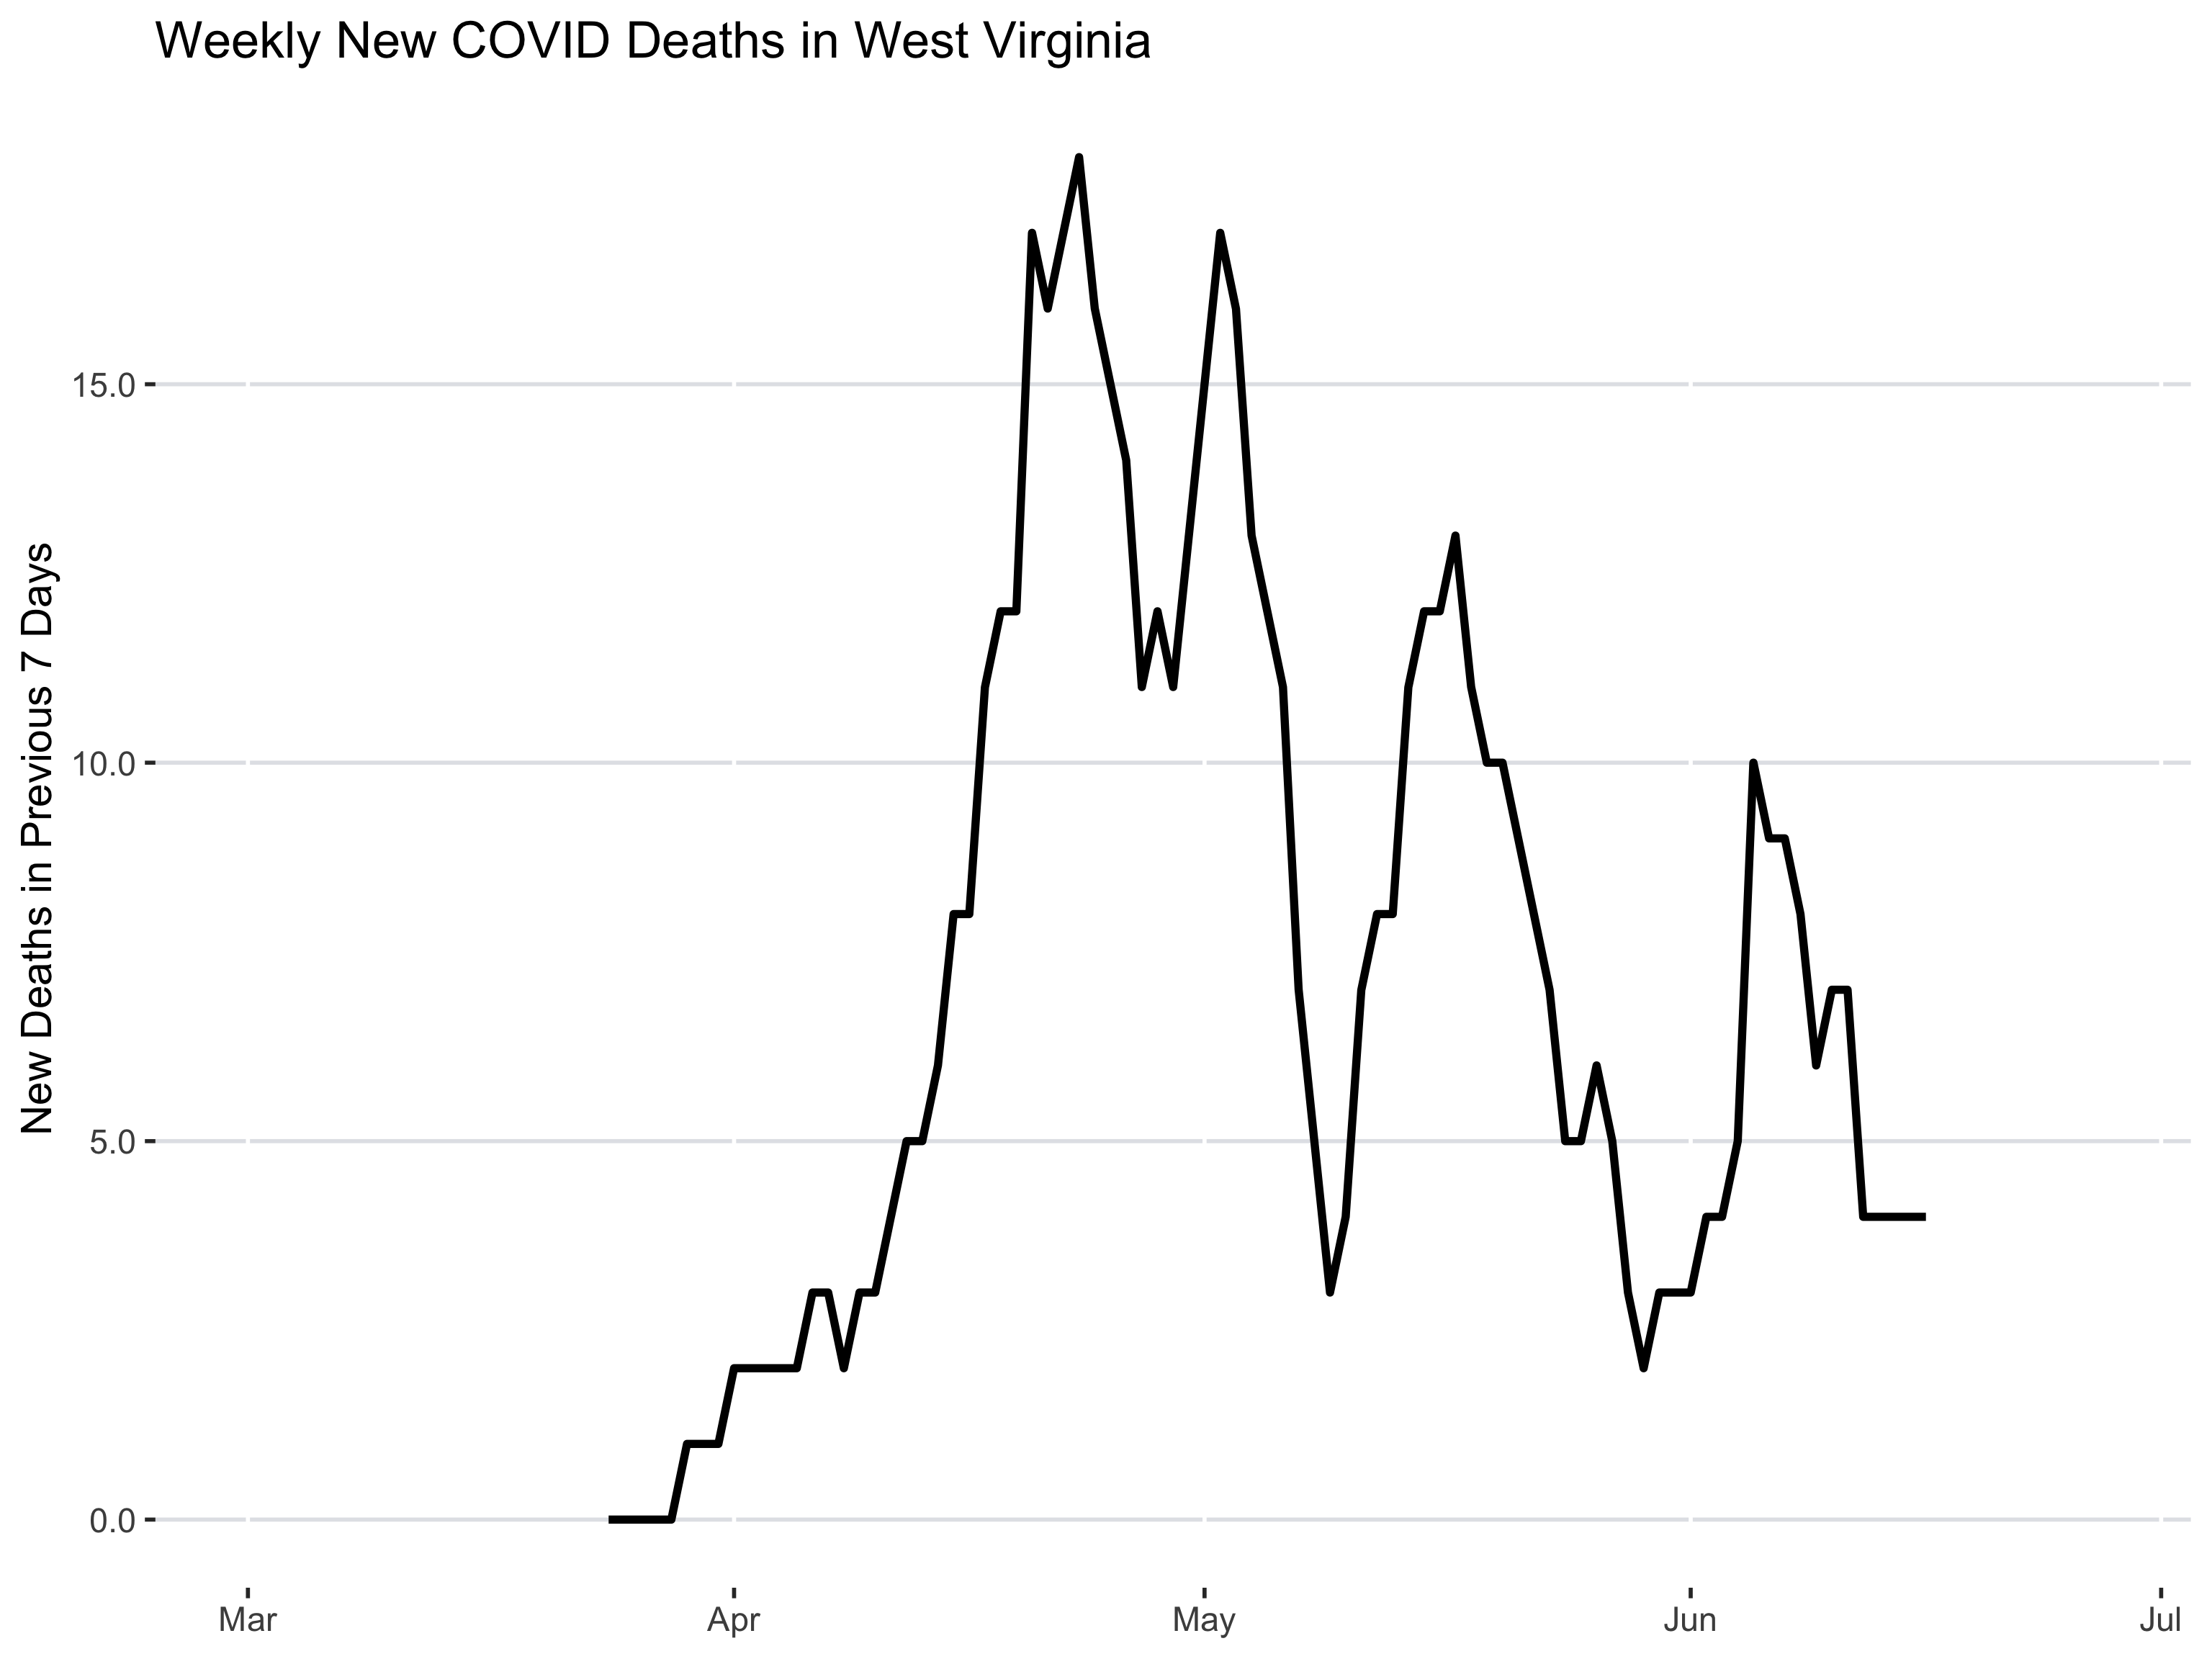 Weekly New COVID Deaths in West Virginia
New Deaths in Previous 7 Days
15.0
10.0
5.0
0.0
Mar Apr May Jun Jul